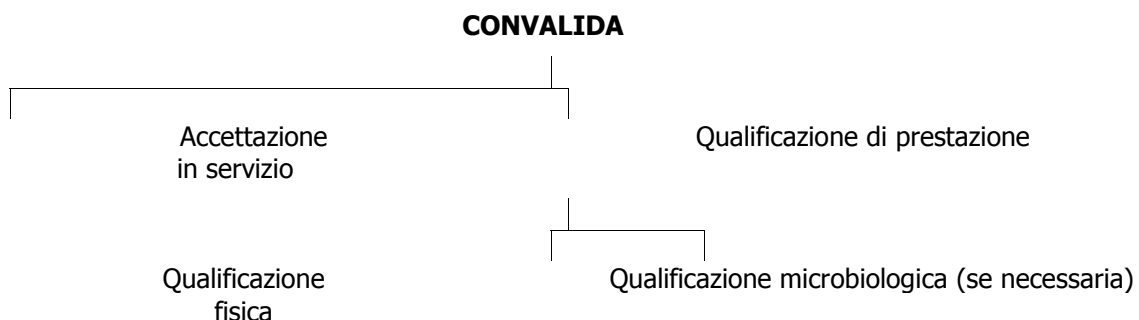 CONVALIDA
Accettazione
in servizio
Qualificazione di prestazione
Qualificazione
fisica
Qualificazione microbiologica (se necessaria)